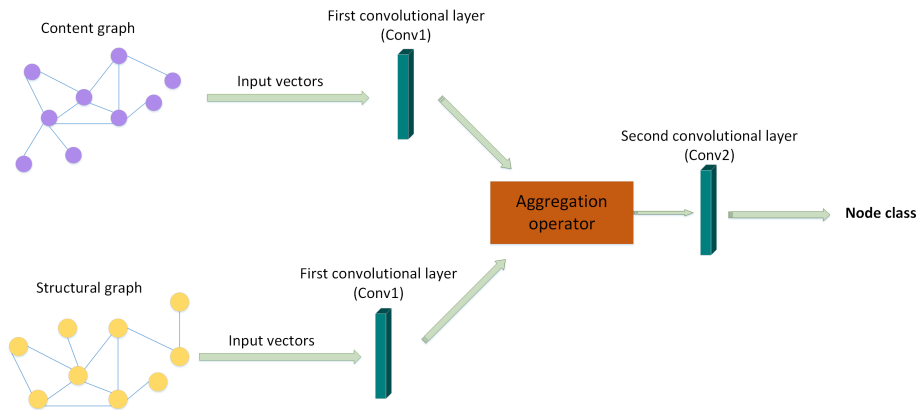 First convolutional layer
(Conv1)
Content graph
Input vectors
Second convolutional layer
(Conv2)
Aggregation
operator
Node class
First convolutional layer
(Conv1)
Structural graph
Input vectors